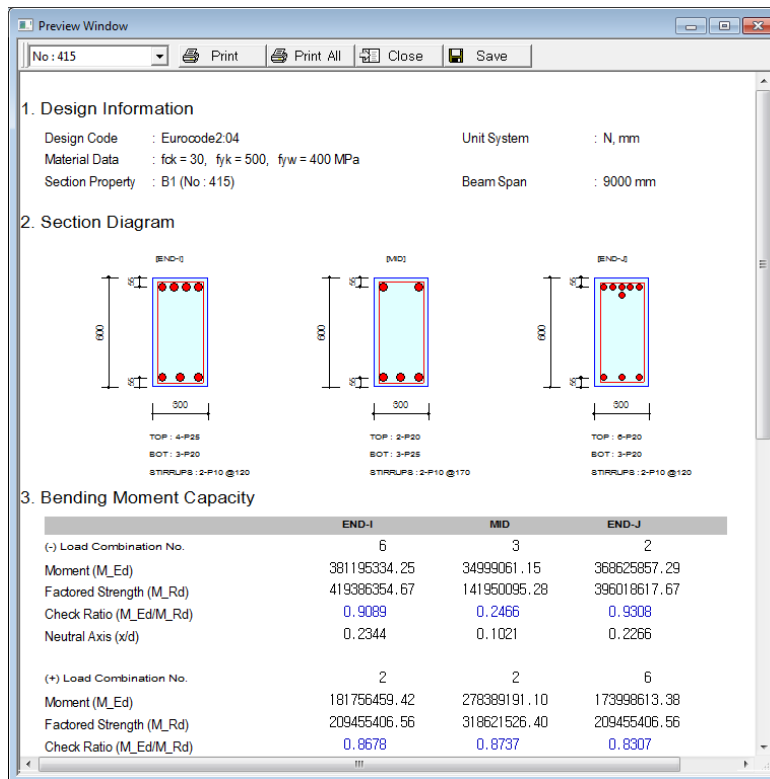 Preview Window
No : 415 Print Print All Close Save
1. Design Information
Design Code : Eurocode2:04 Unit System : N, mm
Material Data : fck = 30, fyk = 500, fyw = 400 MPa
Section Property : B1 (No : 415) Beam Span : 9000 mm
2. Section Diagram
[END-I] [MID] [END-J]
55 55 55
600 600 600
55 55 55
300 300 300
TOP : 4-P25 TOP : 2-P20 TOP : 6-P20
BOT : 3-P20 BOT : 3-P25 BOT : 3-P20
STIRRUPS : 2-P10 @120 STIRRUPS : 2-P10 @170 STIRRUPS : 2-P10 @120
3. Bending Moment Capacity
END-I MID END-J
(-) Load Combination No. 6 3 2
Moment (M_Ed) 381195334.25 34999061.15 368625857.29
Factored Strength (M_Rd) 419386354.67 141950095.28 396018617.67
Check Ratio (M_Ed/M_Rd) 0.9089 0.2466 0.9308
Neutral Axis (x/d) 0.2344 0.1021 0.2266
(+) Load Combination No. 2 2 6
Moment (M_Ed) 181756459.42 278389191.10 173998613.38
Factored Strength (M_Rd) 209455406.56 318621526.40 209455406.56
Check Ratio (M_Ed/M_Rd) 0.8678 0.8737 0.8307